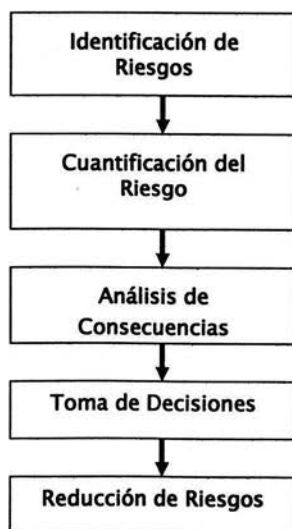 Identificación de
Riesgos
Cuantificación del
Riesgo
Análisis de
Consecuencias
Toma de Decisiones
Reducción de Riesgos